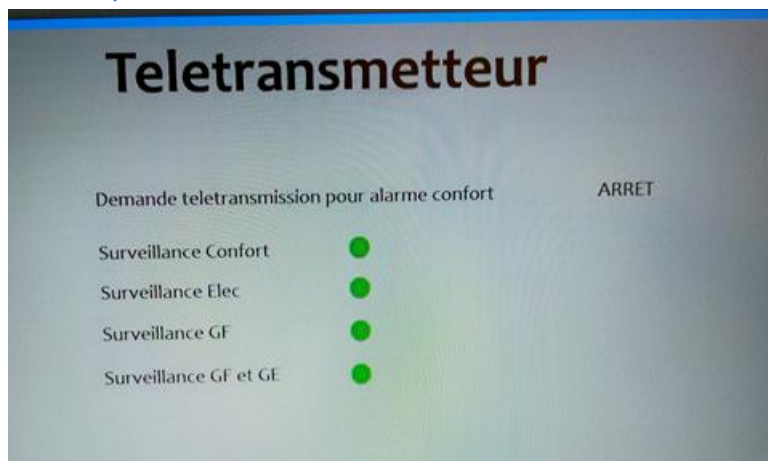 Teletransmetteur
Demande teletransmission pour alarme confort ARRET
Surveillance Confort
Surveillance Elec
Surveillance GF
Surveillance GF et GE